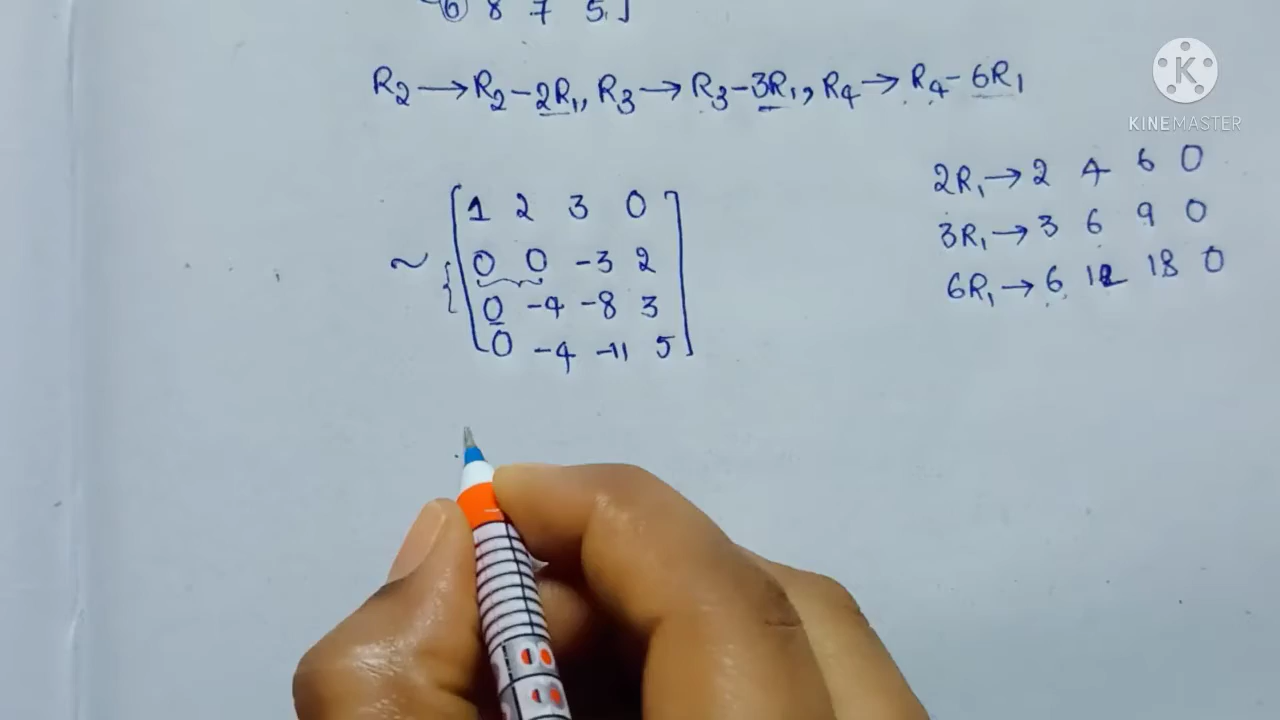 6 8 7 5 ]
R2 → R2 - 2R1, R3 → R3 - 3R1, R4 → R4 - 6R1
K
KINEMASTER
2R1 → 2 4 6 0
3R1 → 3 6 9 0
6R1 → 6 12 18 0
1 2 3 0
~ 0 0 -3 2
0 -4 -8 3
0 -4 -11 5